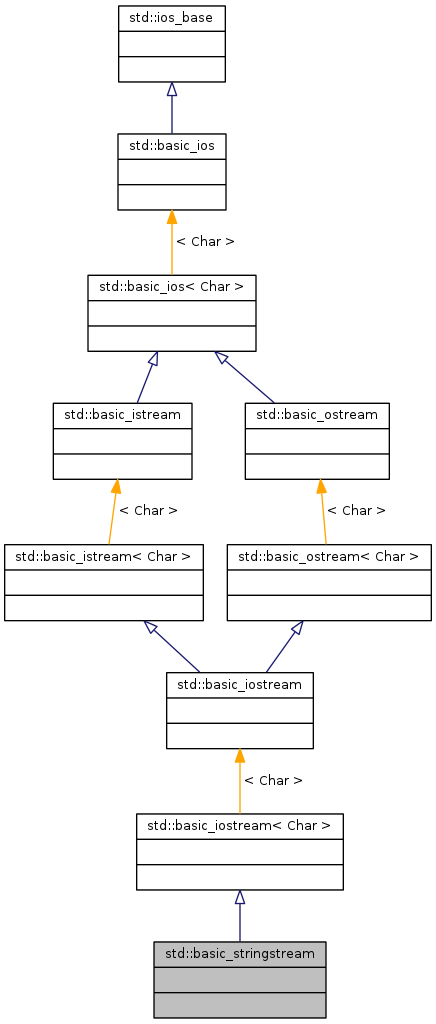 std::ios_base
std::basic_ios
< Char >
std::basic_ios< Char >
std::basic_istream
std::basic_ostream
< Char >
< Char >
std::basic_istream< Char >
std::basic_ostream< Char >
std::basic_iostream
< Char >
std::basic_iostream< Char >
std::basic_stringstream